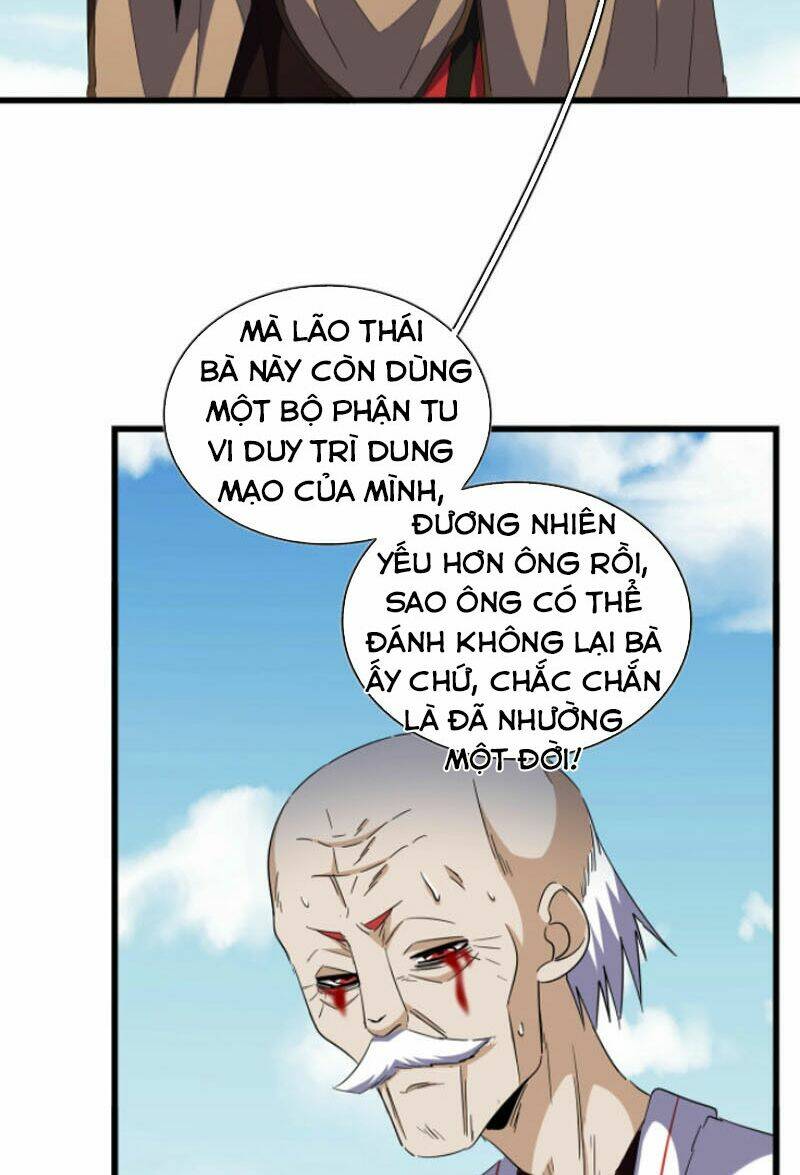 MÀ LÃO THÁI
BÀ NÀY CÒN DÙNG
MỘT BỘ PHẬN TU
VI DUY TRÌ DUNG
MẠO CỦA MÌNH,
ĐƯƠNG NHIÊN
YẾU HƠN ÔNG RỒI,
SAO ÔNG CÓ THỂ
ĐÁNH KHÔNG LẠI BÀ
ẤY CHỨ, CHẮC CHẮN
LÀ ĐÃ NHƯỜNG
MỘT ĐỜI!